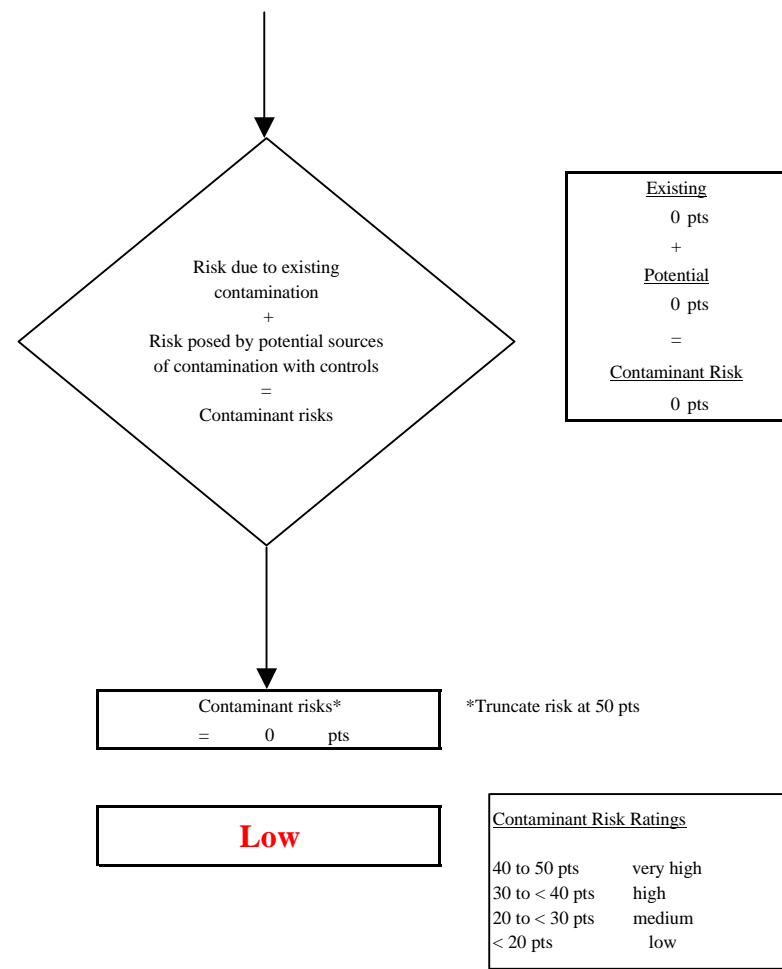 Risk due to existing
contamination
+
Risk posed by potential sources
of contamination with controls
=
Contaminant risks
Existing
0 pts
+
Potential
0 pts
=
Contaminant Risk
0 pts
Contaminant risks*
= 0 pts
*Truncate risk at 50 pts
Low
Contaminant Risk Ratings
40 to 50 pts very high
30 to < 40 pts high
20 to < 30 pts medium
< 20 pts low